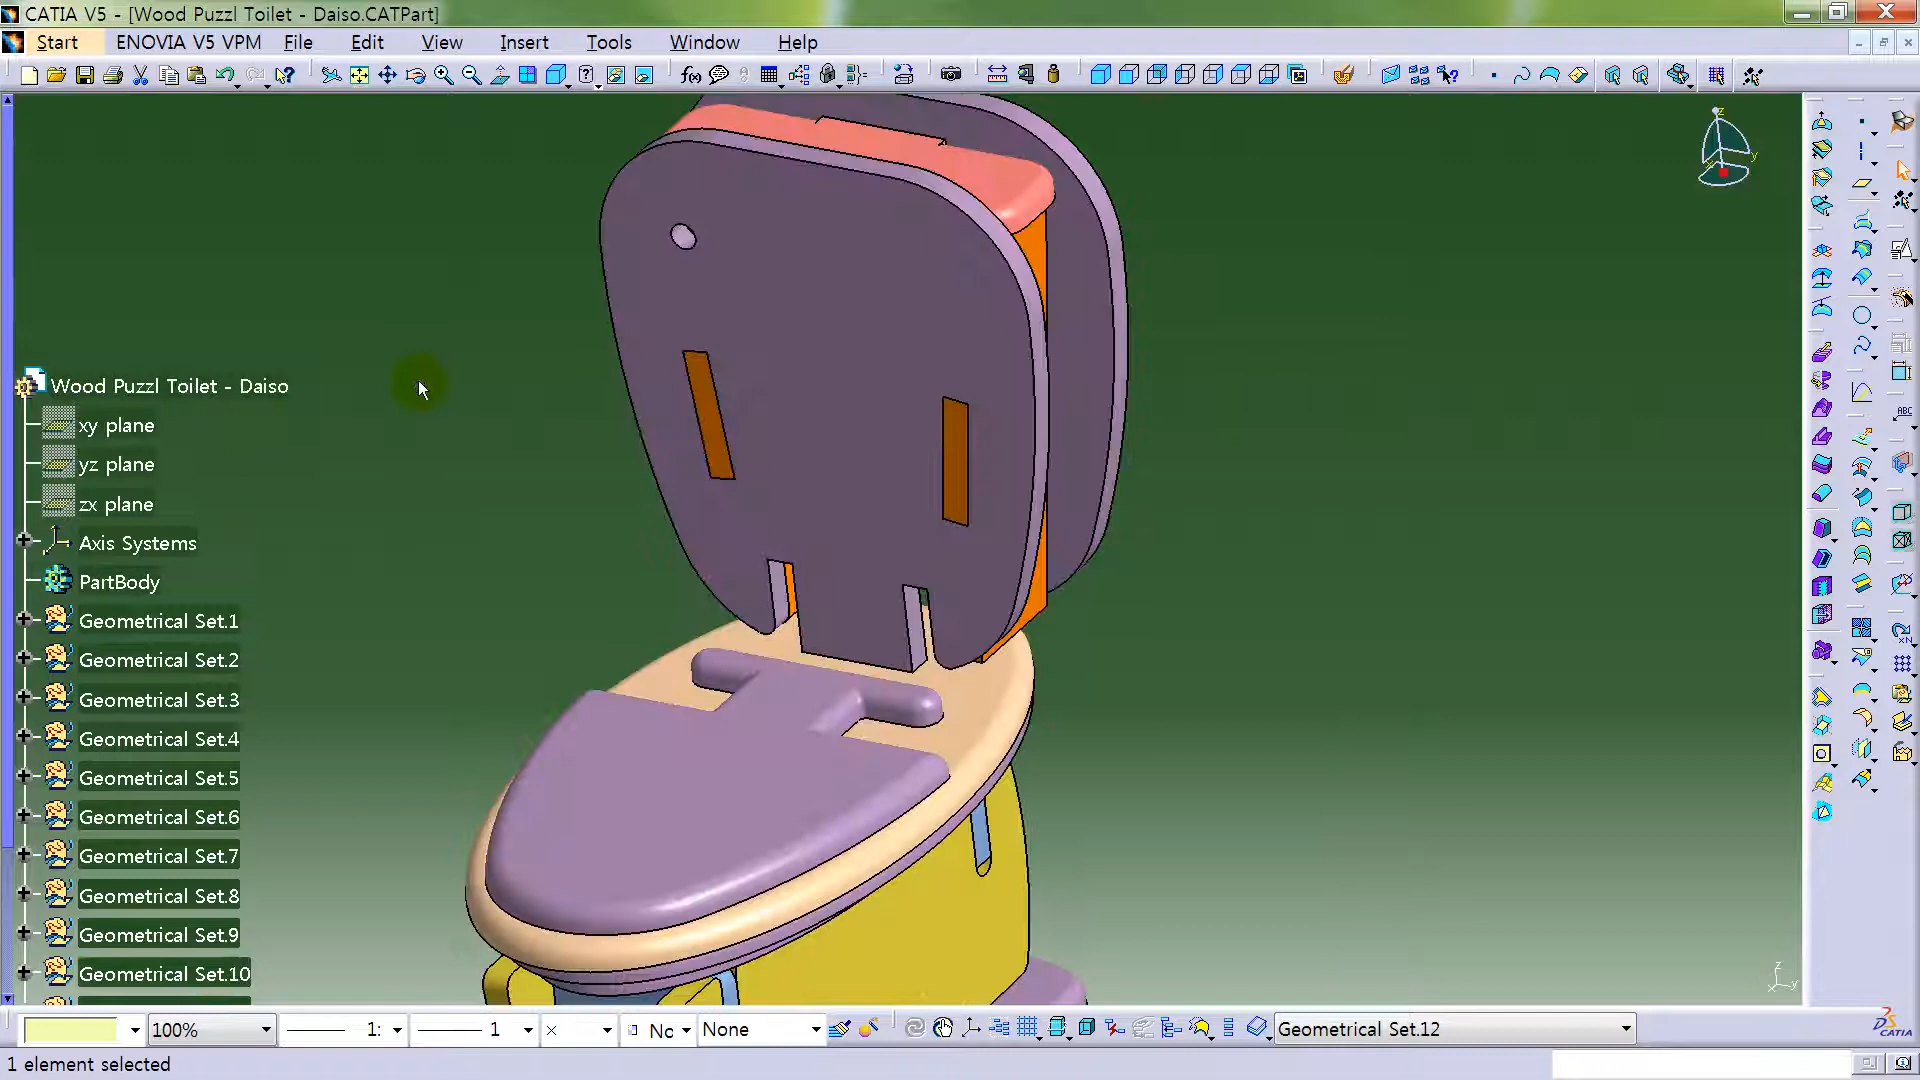 CATIA V5 - [Wood Puzzl Toilet - Daiso.CATPart]
Start ENOVIA V5 VPM File Edit View Insert Tools Window Help
Wood Puzzl Toilet - Daiso
xy plane
yz plane
zx plane
Axis Systems
PartBody
Geometrical Set.1
Geometrical Set.2
Geometrical Set.3
Geometrical Set.4
Geometrical Set.5
Geometrical Set.6
Geometrical Set.7
Geometrical Set.8
Geometrical Set.9
Geometrical Set.10
z
y
z
x
y
ABC
100% 1: 1 Nc None Geometrical Set.12
CATIA
1 element selected